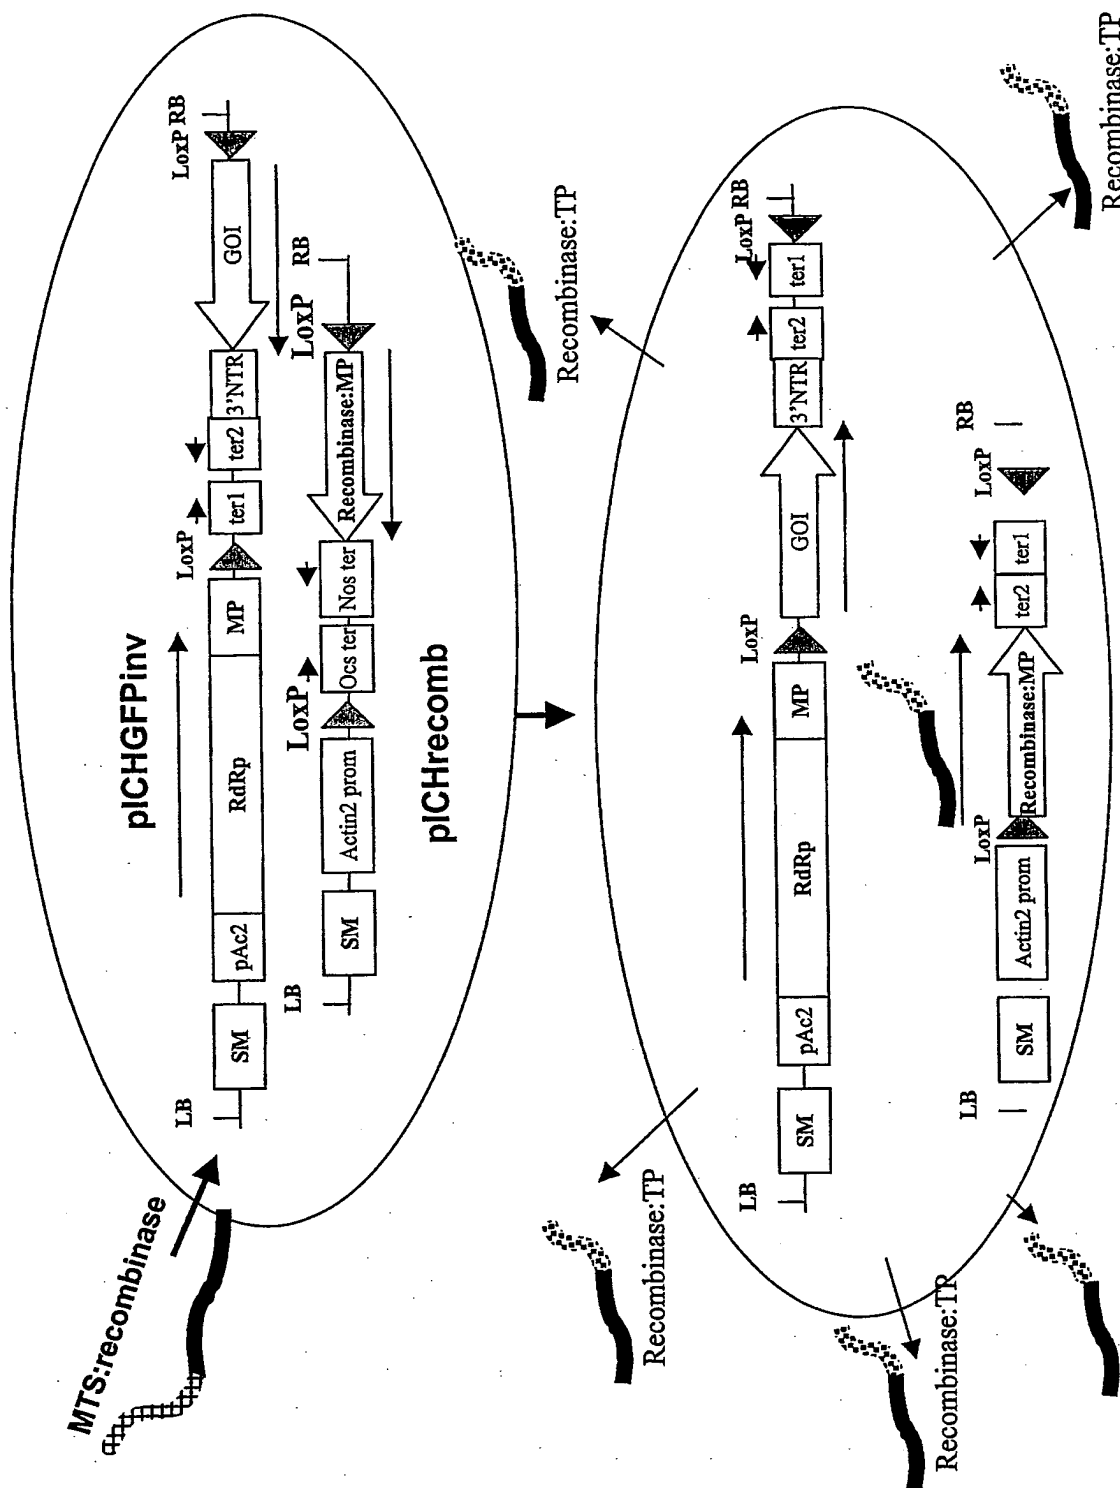 MTS:recombinase
pICHGFPinv
LB
SM
pAc2
RdRp
MP
LoxP
ter1
ter2
3'NTR
GOI
LoxP RB
LB
SM
Actin2 prom
LoxP
Ocs ter
Nos ter
Recombinase:MP
LoxP
RB
pICHrecomb
Recombinase:TP
Recombinase:TP
LB
SM
pAc2
RdRp
MP
LoxP
GOI
3'NTR
ter2
ter1
LoxP RB
LB
SM
Actin2 prom
LoxP
Recombinase:MP
ter2
ter1
LoxP
RB
Recombinase:TP
Recombinase:TP